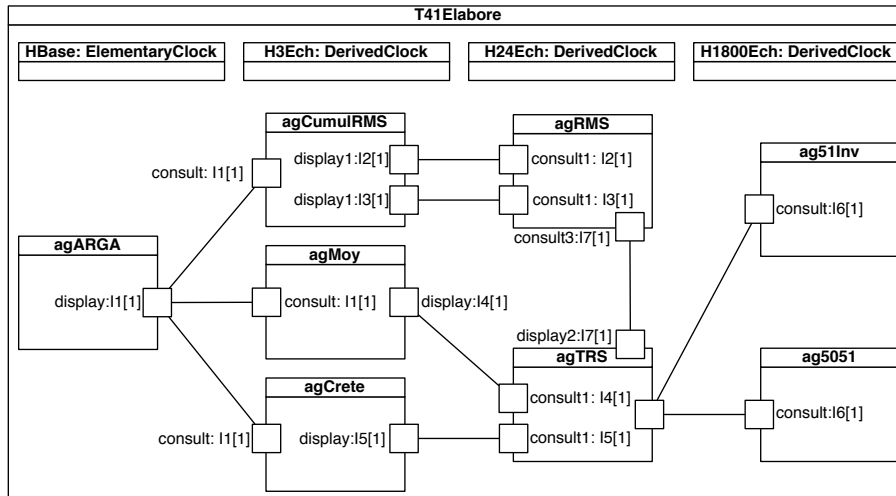 T41Elabore
HBase: ElementaryClock
H3Ech: DerivedClock
H24Ech: DerivedClock
H1800Ech: DerivedClock
agCumulRMS
agRMS
display1:I2[1]
consult1: I2[1]
ag51Inv
consult: I1[1]
display1:I3[1]
consult1: I3[1]
consult:I6[1]
agARGA
agMoy
consult3:I7[1]
display:I1[1]
consult: I1[1]
display:I4[1]
display2:I7[1]
agTRS
ag5051
agCrete
consult1: I4[1]
consult:I6[1]
consult: I1[1]
display:I5[1]
consult1: I5[1]